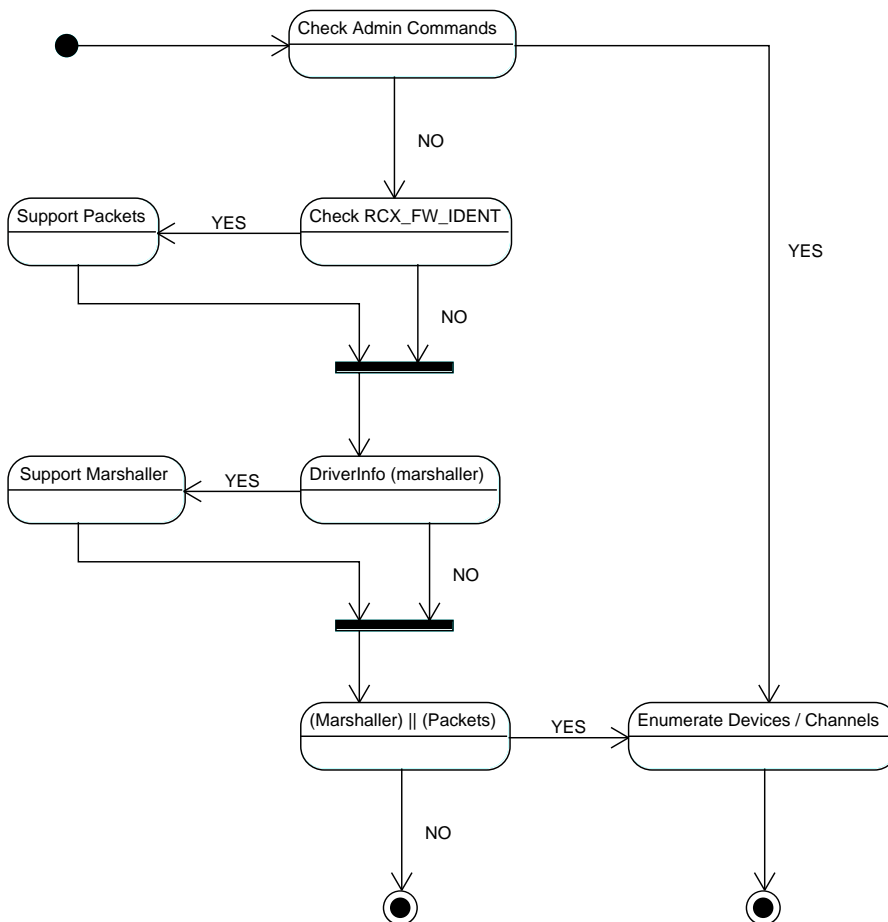 Check Admin Commands
NO
YES
Support Packets
YES
Check RCX_FW_IDENT
NO
Support Marshaller
YES
DriverInfo (marshaller)
NO
(Marshaller) || (Packets)
YES
Enumerate Devices / Channels
NO